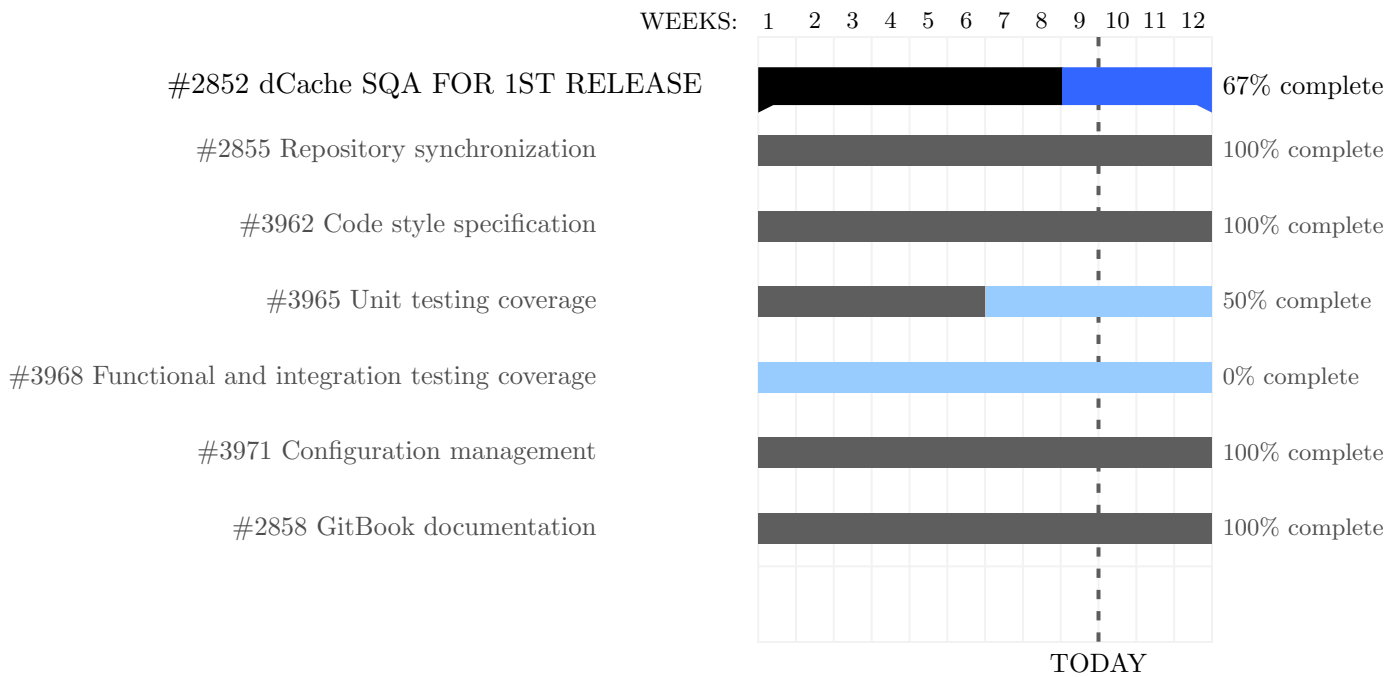 WEEKS: 1 2 3 4 5 6 7 8 9 10 11 12
#2852 dCache SQA FOR 1ST RELEASE 67% complete
#2855 Repository synchronization 100% complete
#3962 Code style specification 100% complete
#3965 Unit testing coverage 50% complete
#3968 Functional and integration testing coverage 0% complete
#3971 Configuration management 100% complete
#2858 GitBook documentation 100% complete
TODAY